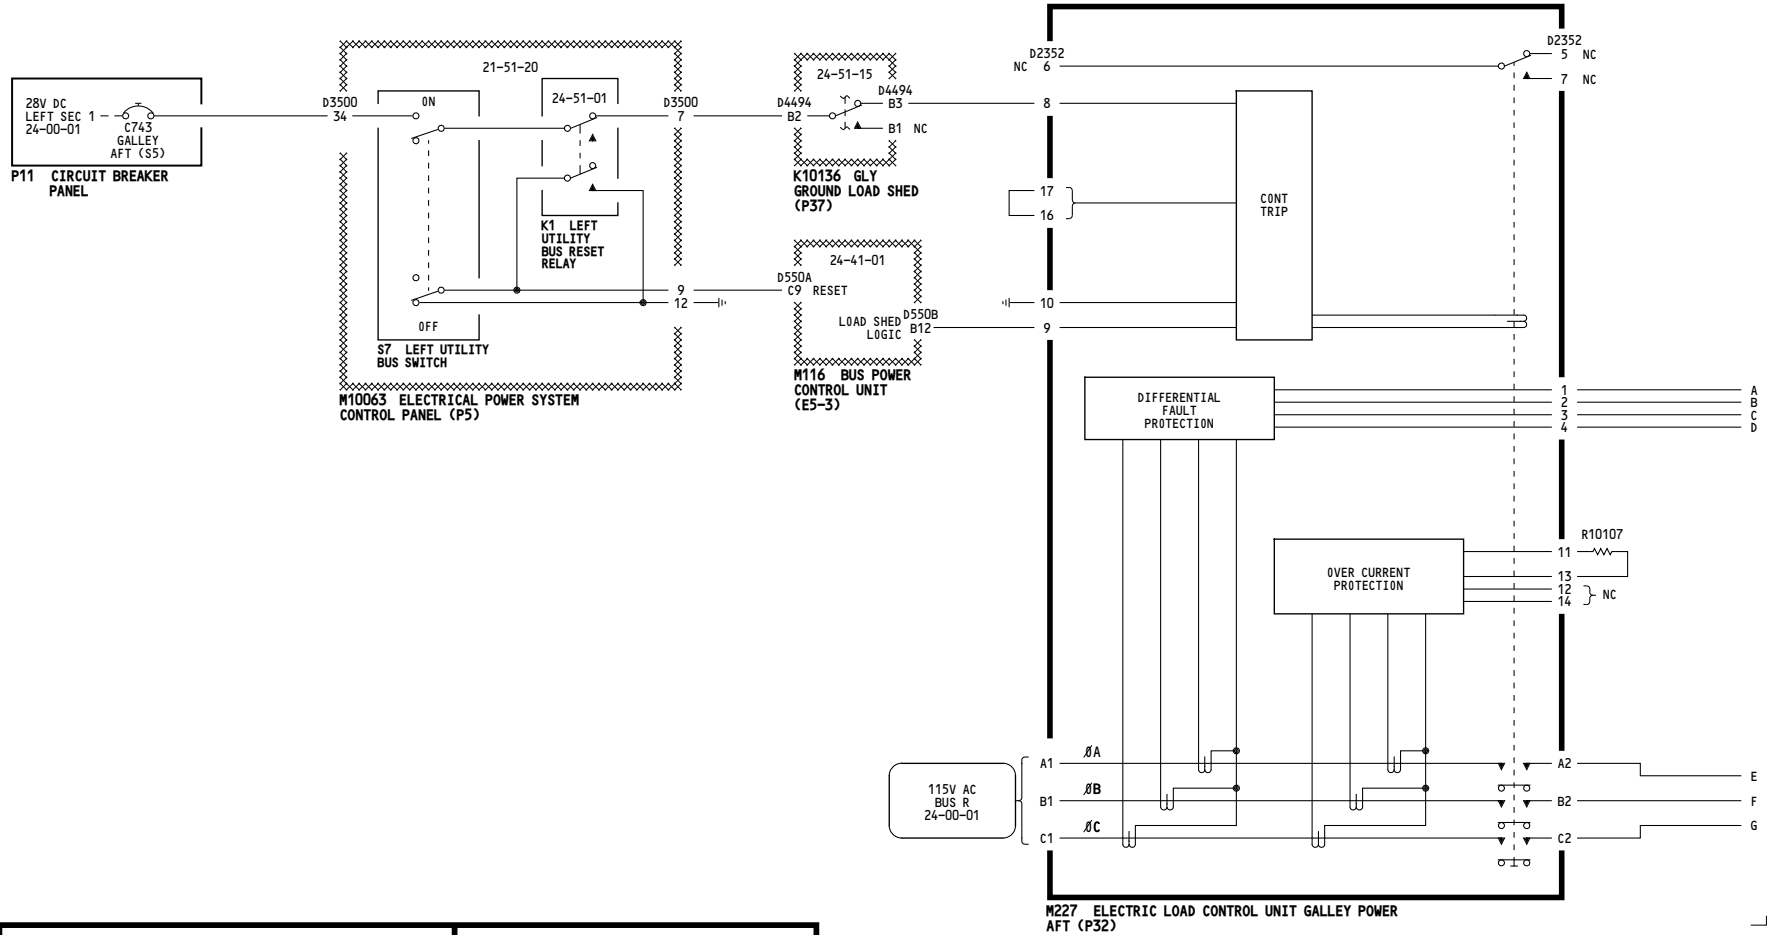 28V DC
LEFT SEC 1
24-00-01
C743
GALLEY
AFT (S5)
P11 CIRCUIT BREAKER
PANEL
D3500
34
21-51-20
ON
OFF
S7 LEFT UTILITY
BUS SWITCH
24-51-01
K1 LEFT
UTILITY
BUS RESET
RELAY
D3500
7
9
12
M10063 ELECTRICAL POWER SYSTEM
CONTROL PANEL (P5)
24-51-15
D4494
B2
D4494
B3
B1 NC
K10136 GLY
GROUND LOAD SHED
(P37)
24-41-01
D550A
C9 RESET
LOAD SHED
LOGIC
D550B
B12
M116 BUS POWER
CONTROL UNIT
(E5-3)
D2352
NC 6
8
17
16
10
9
CONT
TRIP
D2352
5 NC
7 NC
DIFFERENTIAL
FAULT
PROTECTION
1 A
2 B
3 C
4 D
OVER CURRENT
PROTECTION
R10107
11
13
12
14
NC
115V AC
BUS R
24-00-01
A1 ØA A2 E
B1 ØB B2 F
C1 ØC C2 G
M227 ELECTRIC LOAD CONTROL UNIT GALLEY POWER
AFT (P32)